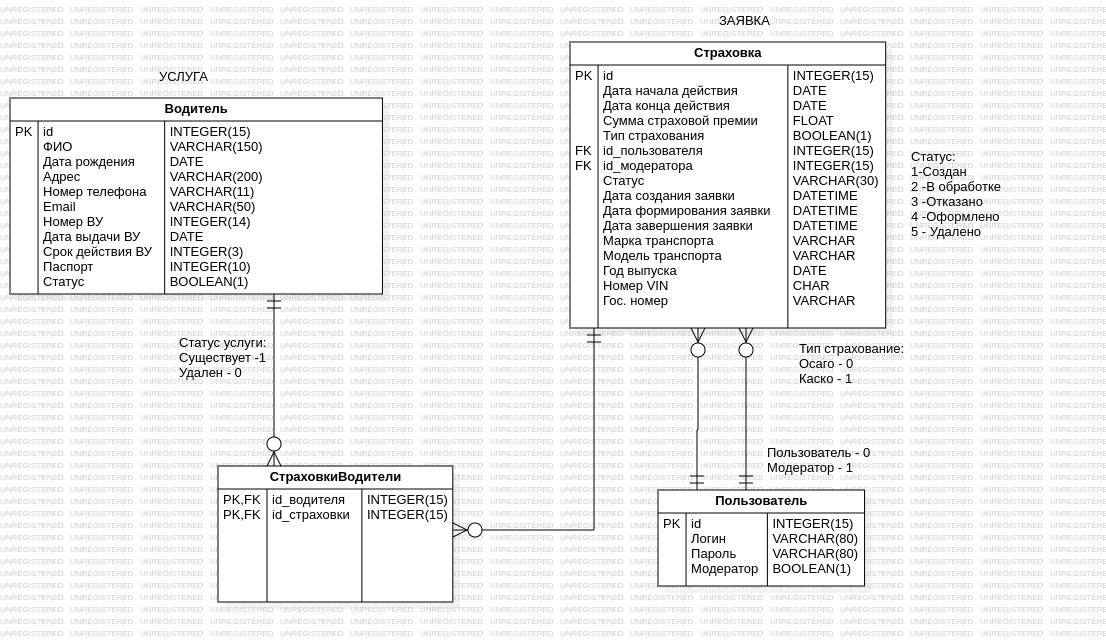 ЗАЯВКА
Страховка
PK id INTEGER(15)
Дата начала действия DATE
Дата конца действия DATE
Сумма страховой премии FLOAT
Тип страхования BOOLEAN(1)
FK id_пользователя INTEGER(15)
FK id_модератора INTEGER(15)
Статус VARCHAR(30)
Дата создания заявки DATETIME
Дата формирования заявки DATETIME
Дата завершения заявки DATETIME
Марка транспорта VARCHAR
Модель транспорта VARCHAR
Год выпуска DATE
Номер VIN CHAR
Гос. номер VARCHAR
УСЛУГА
Водитель
PK id INTEGER(15)
ФИО VARCHAR(150)
Дата рождения DATE
Адрес VARCHAR(200)
Номер телефона VARCHAR(11)
Email VARCHAR(50)
Номер ВУ INTEGER(14)
Дата выдачи ВУ DATE
Срок действия ВУ INTEGER(3)
Паспорт INTEGER(10)
Статус BOOLEAN(1)
Статус:
1-Создан
2 -В обработке
3 -Отказано
4 -Оформлено
5 - Удалено
Статус услуги:
Существует -1
Удален - 0
Тип страхование:
Осаго - 0
Каско - 1
Пользователь - 0
Модератор - 1
СтраховкиВодители
PK,FK id_водителя INTEGER(15)
PK,FK id_страховки INTEGER(15)
Пользователь
PK id INTEGER(15)
Логин VARCHAR(80)
Пароль VARCHAR(80)
Модератор BOOLEAN(1)
UNREGISTERED